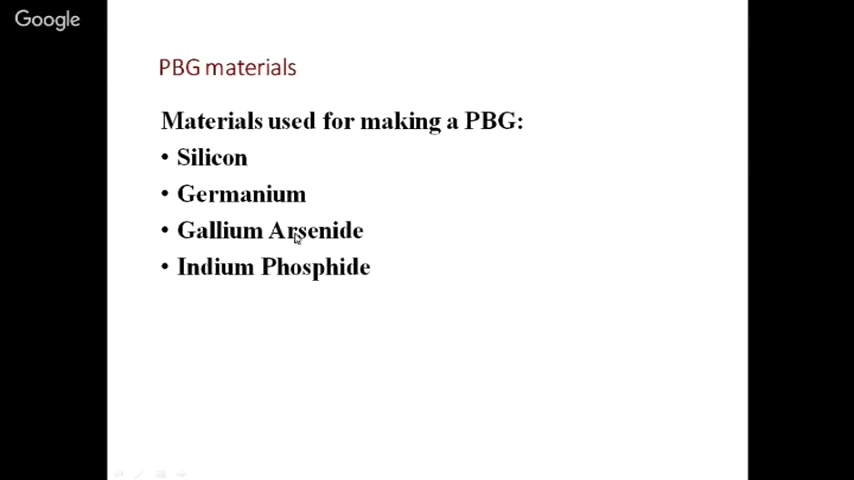 Google
PBG materials
Materials used for making a PBG:
• Silicon
• Germanium
• Gallium Arsenide
• Indium Phosphide